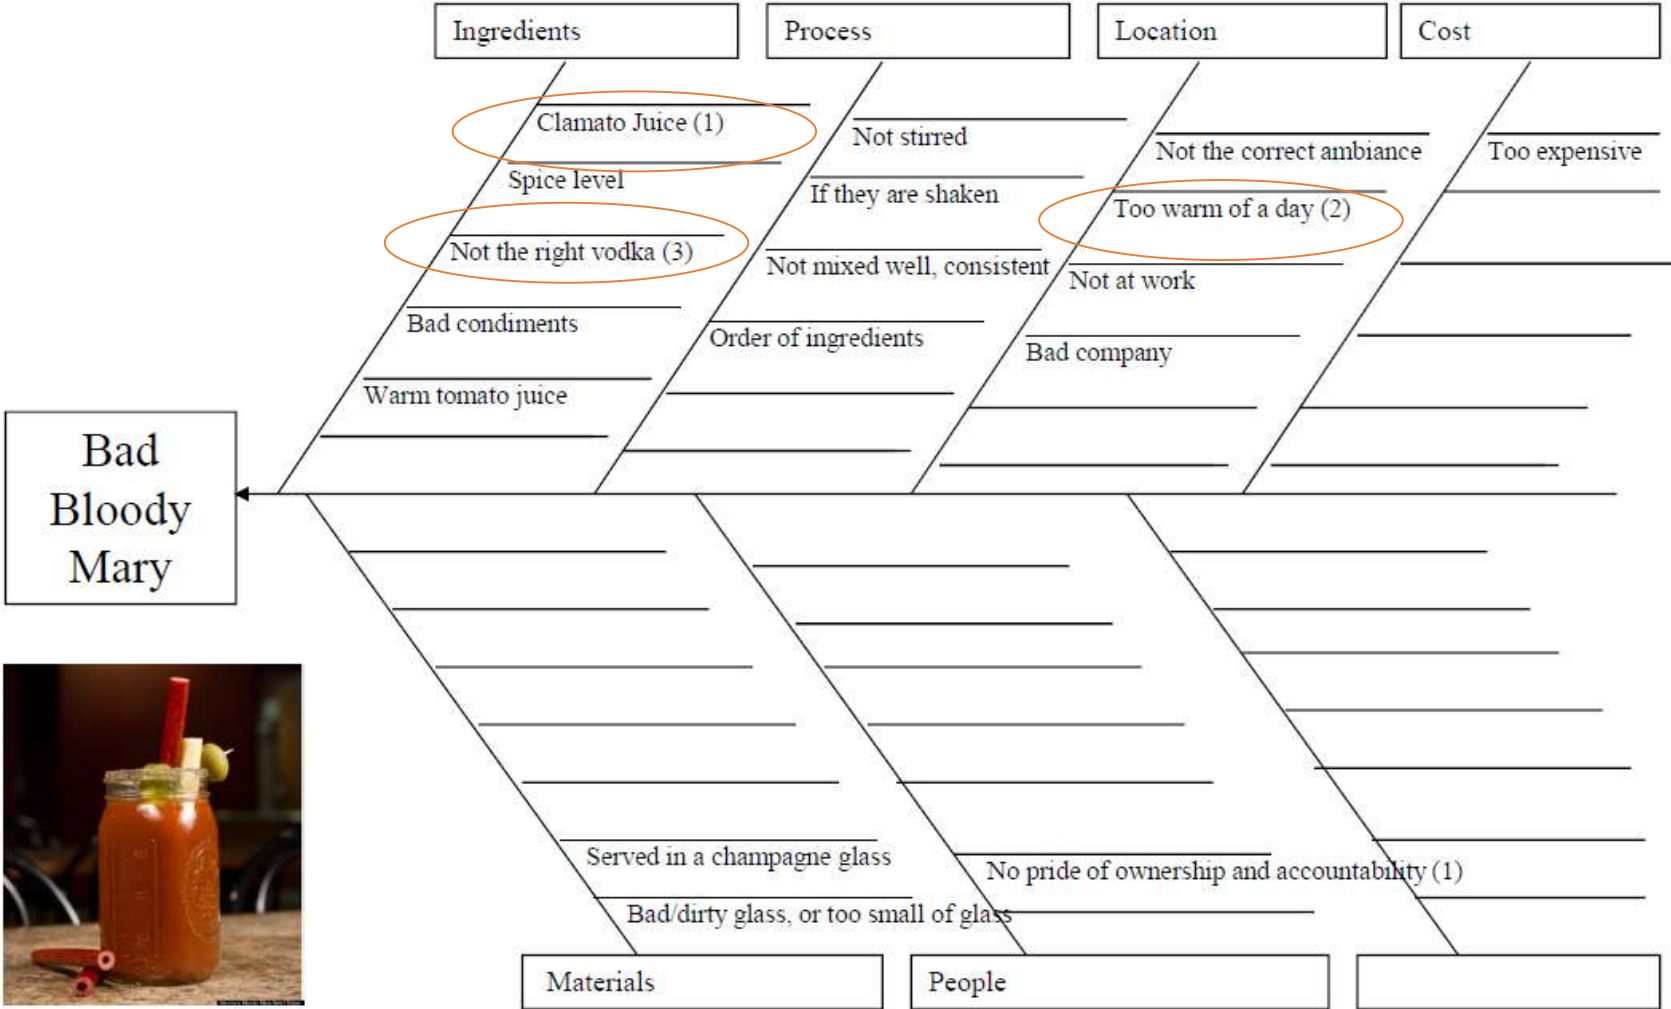 Ingredients
Process
Location
Cost
Clamato Juice (1)
Spice level
Not the right vodka (3)
Bad condiments
Warm tomato juice
Not stirred
If they are shaken
Not mixed well, consistent
Order of ingredients
Not the correct ambiance
Too warm of a day (2)
Not at work
Bad company
Too expensive
Bad
Bloody
Mary
Served in a champagne glass
Bad/dirty glass, or too small of glass
No pride of ownership and accountability (1)
Materials
People